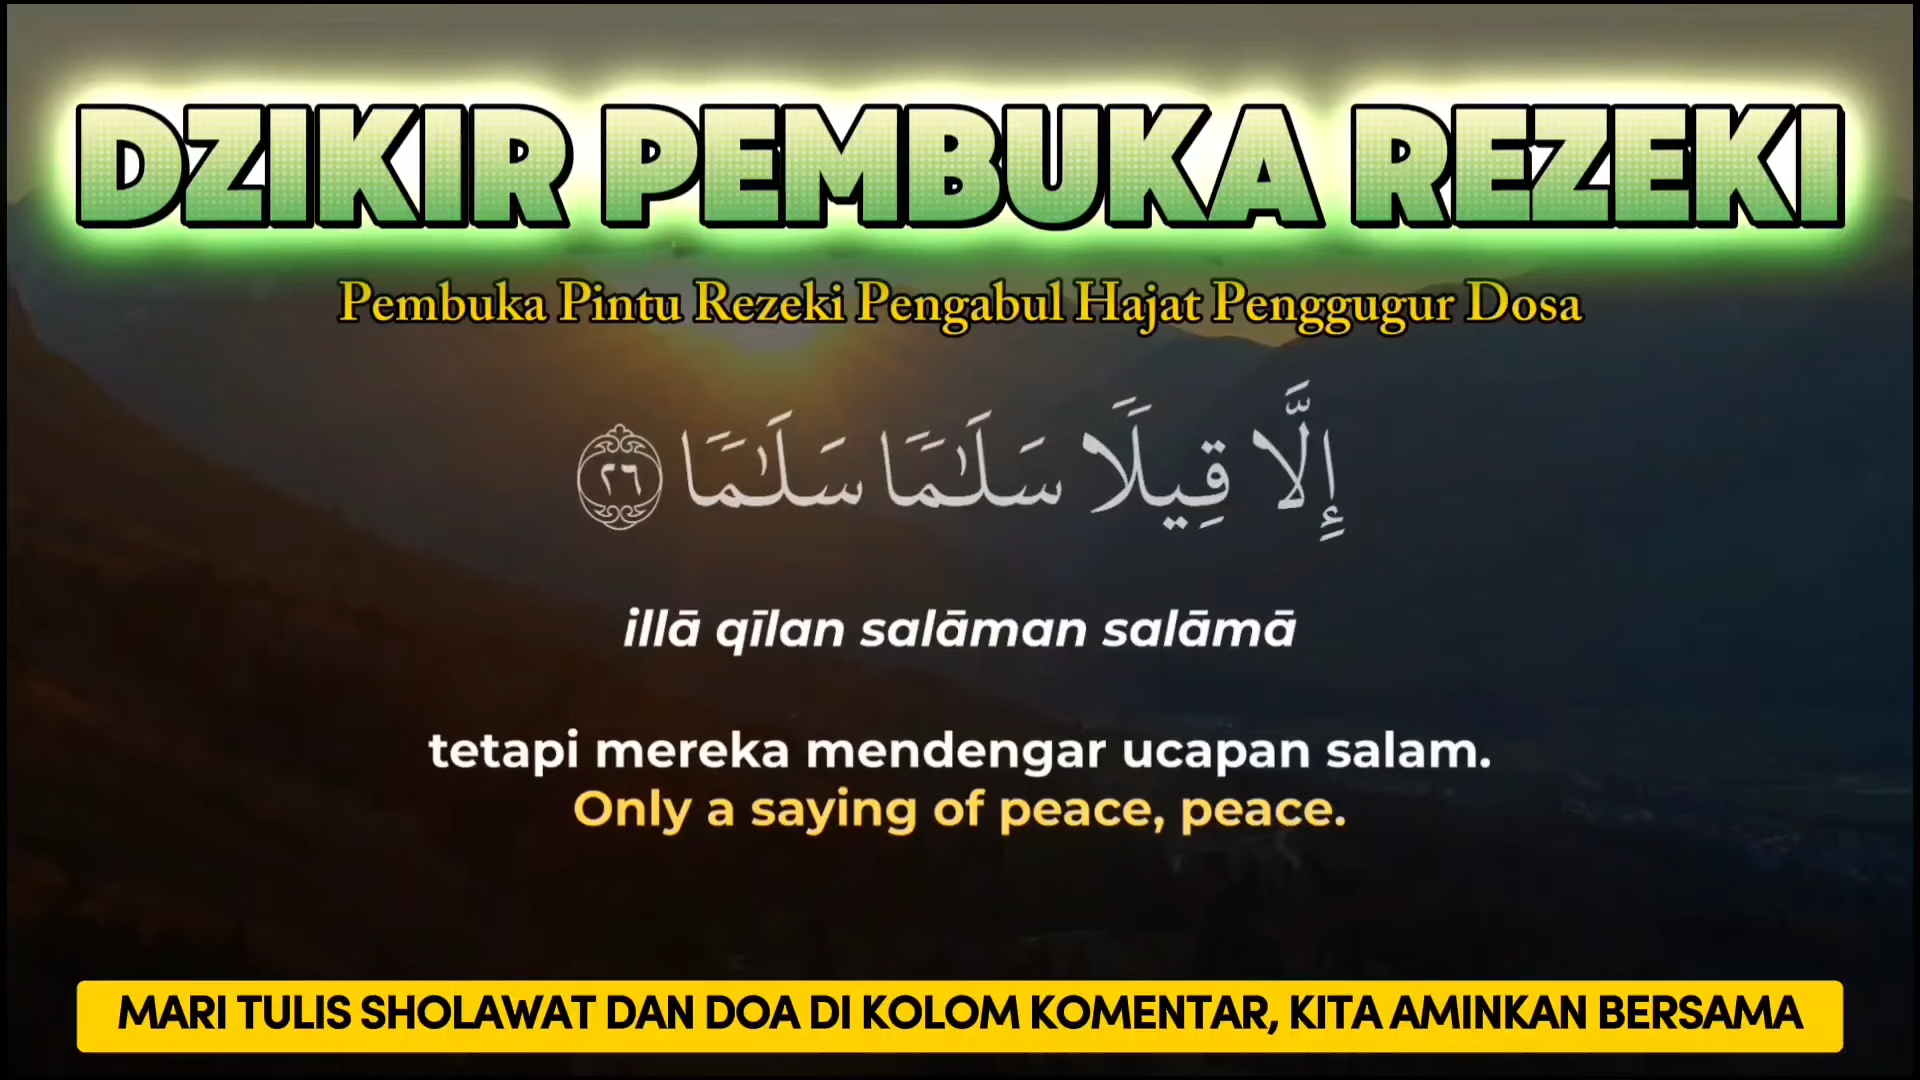 DZIKIR PEMBUKA REZEKI
Pembuka Pintu Rezeki Pengabul Hajat Penggugur Dosa
إِلَّا قِيلًا سَلَـٰمًا سَلَـٰمًا ٢٦
illā qīlan salāman salāmā
tetapi mereka mendengar ucapan salam.
Only a saying of peace, peace.
MARI TULIS SHOLAWAT DAN DOA DI KOLOM KOMENTAR, KITA AMINKAN BERSAMA